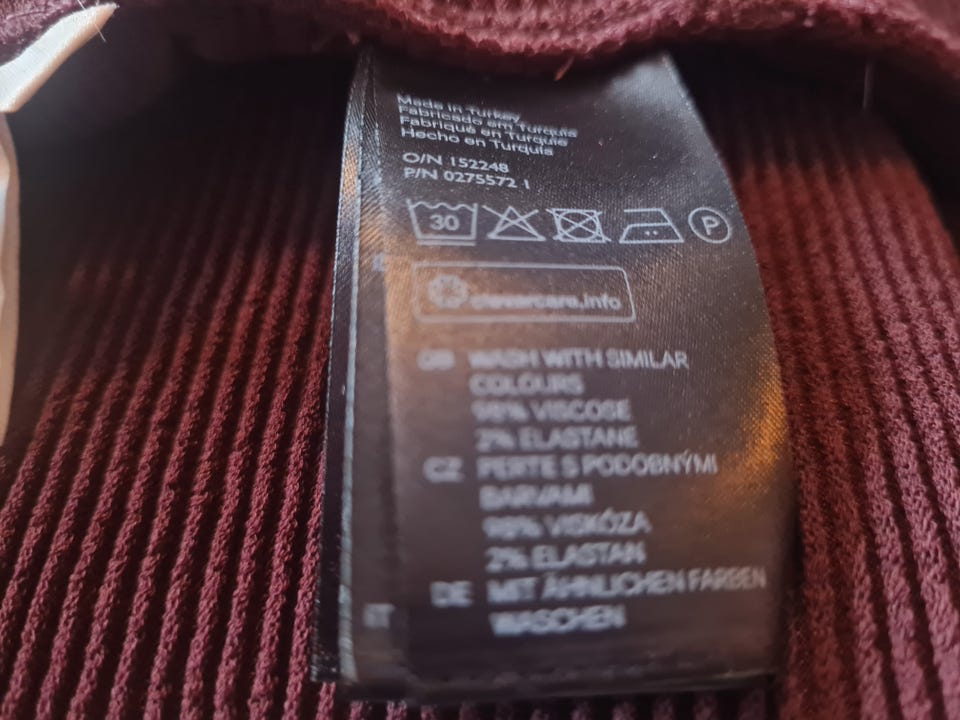 Made in Turkey
Fabricado em Turquia
Fabriqué en Turquie
Hecho en Turquía
O/N 152248
P/N 0275572 1
30 P
clevercare.info
GB WASH WITH SIMILAR
COLOURS
98% VISCOSE
2% ELASTANE
CZ PERTE S PODOBNÝMI
BARVAMI
98% VISKÓZA
2% ELASTAN
DE MIT ÄHNLICHEN FARBEN
WASCHEN
IT